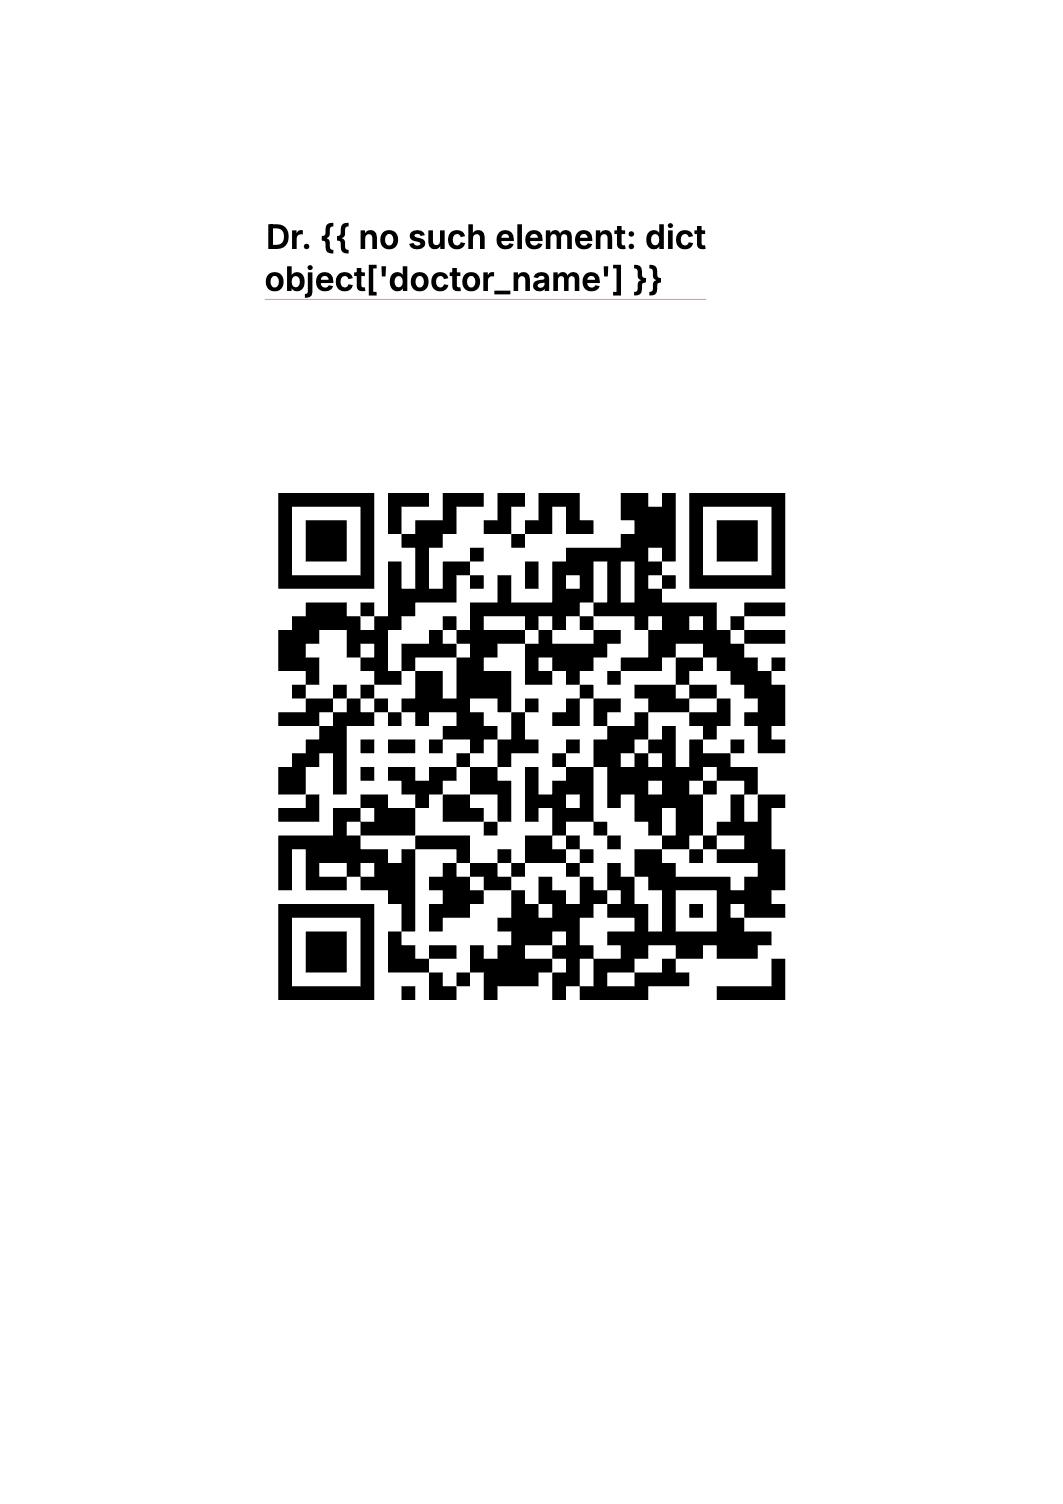 Dr. {{ no such element: dict
object['doctor_name'] }}